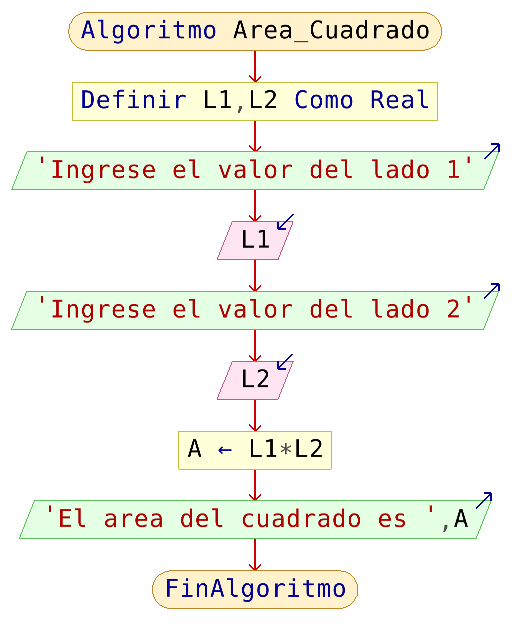 Algoritmo Area_Cuadrado
Definir L1,L2 Como Real
'Ingrese el valor del lado 1'
L1
'Ingrese el valor del lado 2'
L2
A ← L1*L2
'El area del cuadrado es ',A
FinAlgoritmo